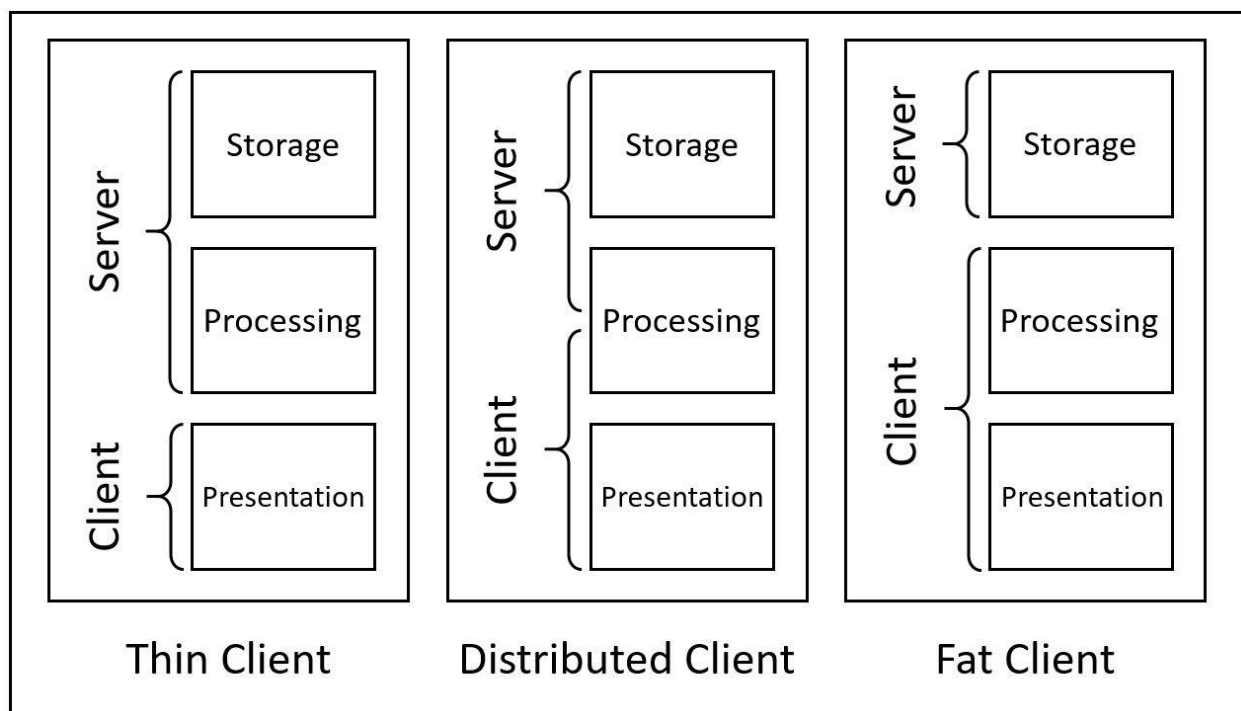 Server
Storage
Processing
Client
Presentation
Thin Client
Server
Storage
Processing
Client
Presentation
Distributed Client
Server
Storage
Client
Processing
Presentation
Fat Client